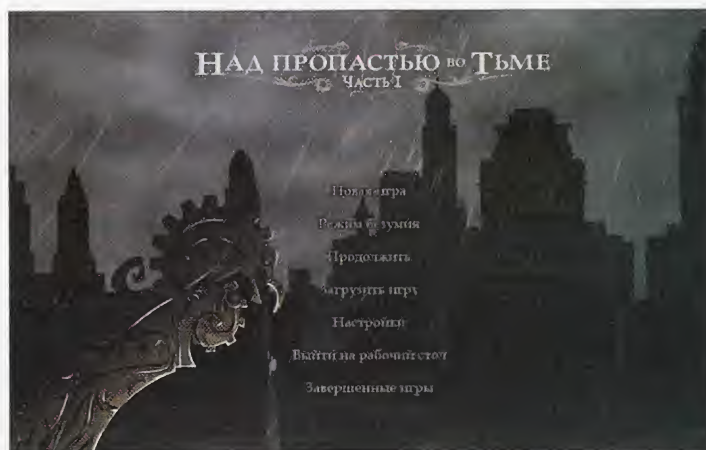 Над пропастью во Тьме
Часть I
Новая игра
Режим безумия
Продолжить
Загрузить игру
Настройки
Выйти на рабочий стол
Завершенные игры